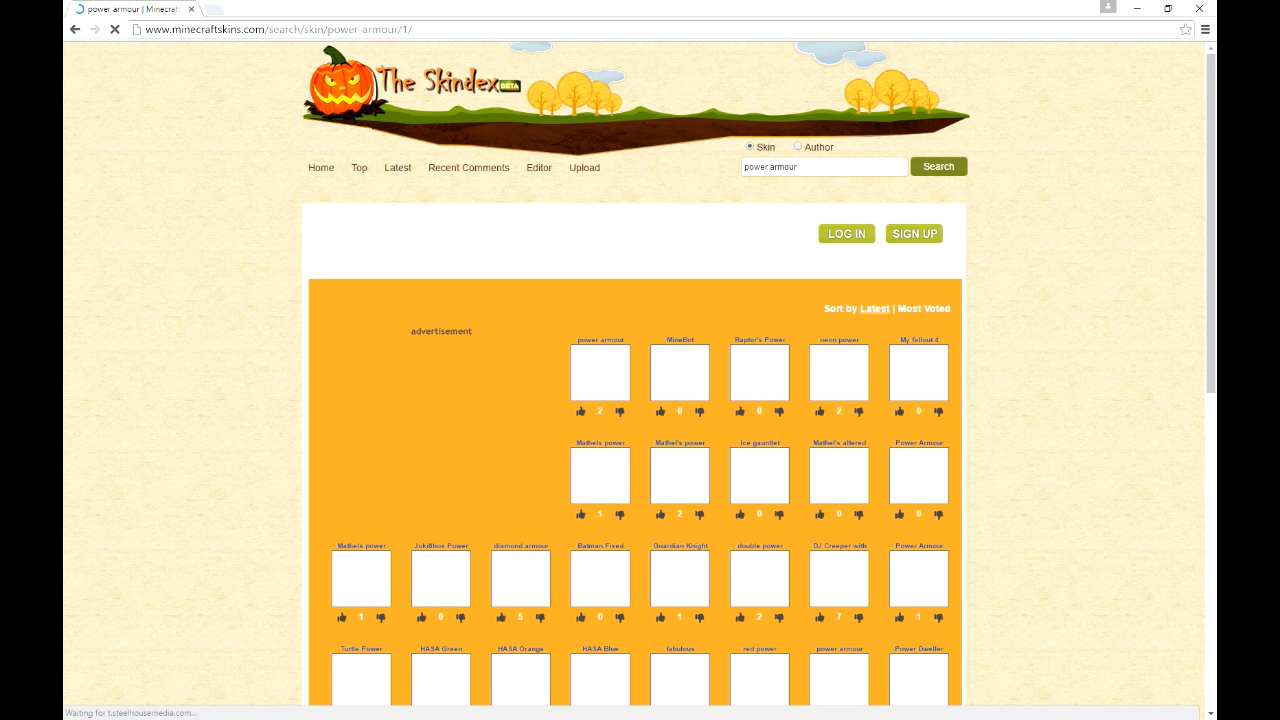 power armour | Minecraf
www.minecraftskins.com/search/skin/power-armour/1/
The Skindex BETA
Skin Author
Home Top Latest Recent Comments Editor Upload
power armour Search
LOG IN SIGN UP
Sort by Latest | Most Voted
advertisement
power armour MineBot Raptor's Power neon power My fallout 4
2 0 0 2 0
Mathels power Mathel's power Ice gauntlet Mathel's altered Power Armour
1 2 0 0 0
Mathels power Joki8box Power diamond armour Batman Fixed Guardian Knight double power DJ Creeper with Power Armour
1 0 5 0 1 2 7 1
Turtle Power HASA Green HASA Orange HASA Blue fabulous red power power armour Power Dweller
Waiting for t.steelhousemedia.com...